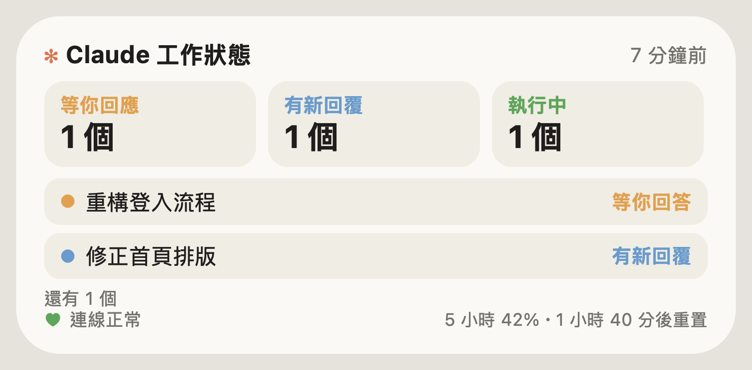 Claude 工作狀態
7 分鐘前
等你回應
1 個
有新回覆
1 個
執行中
1 個
重構登入流程
等你回答
修正首頁排版
有新回覆
還有 1 個
連線正常
5 小時 42%・1 小時 40 分後重置